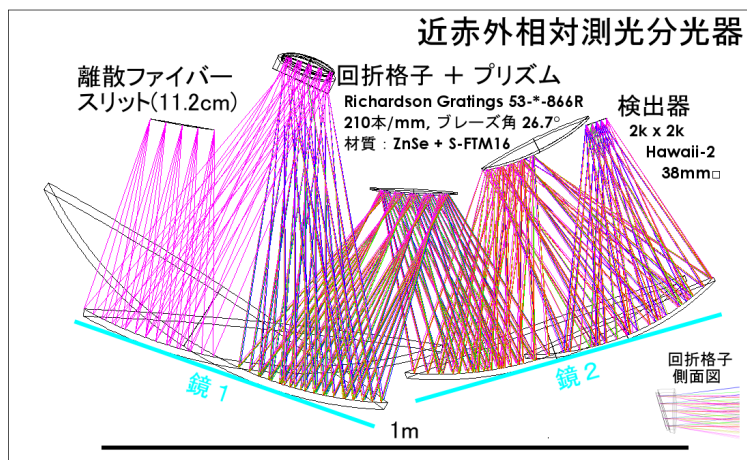 近赤外相対測光分光器
離散ファイバー
スリット(11.2cm)
回折格子 + プリズム
Richardson Gratings 53-*-866R
210本/mm, ブレーズ角 26.7°
材質：ZnSe + S-FTM16
検出器
2k x 2k
Hawaii-2
38mm□
鏡1
鏡2
回折格子
側面図
1m